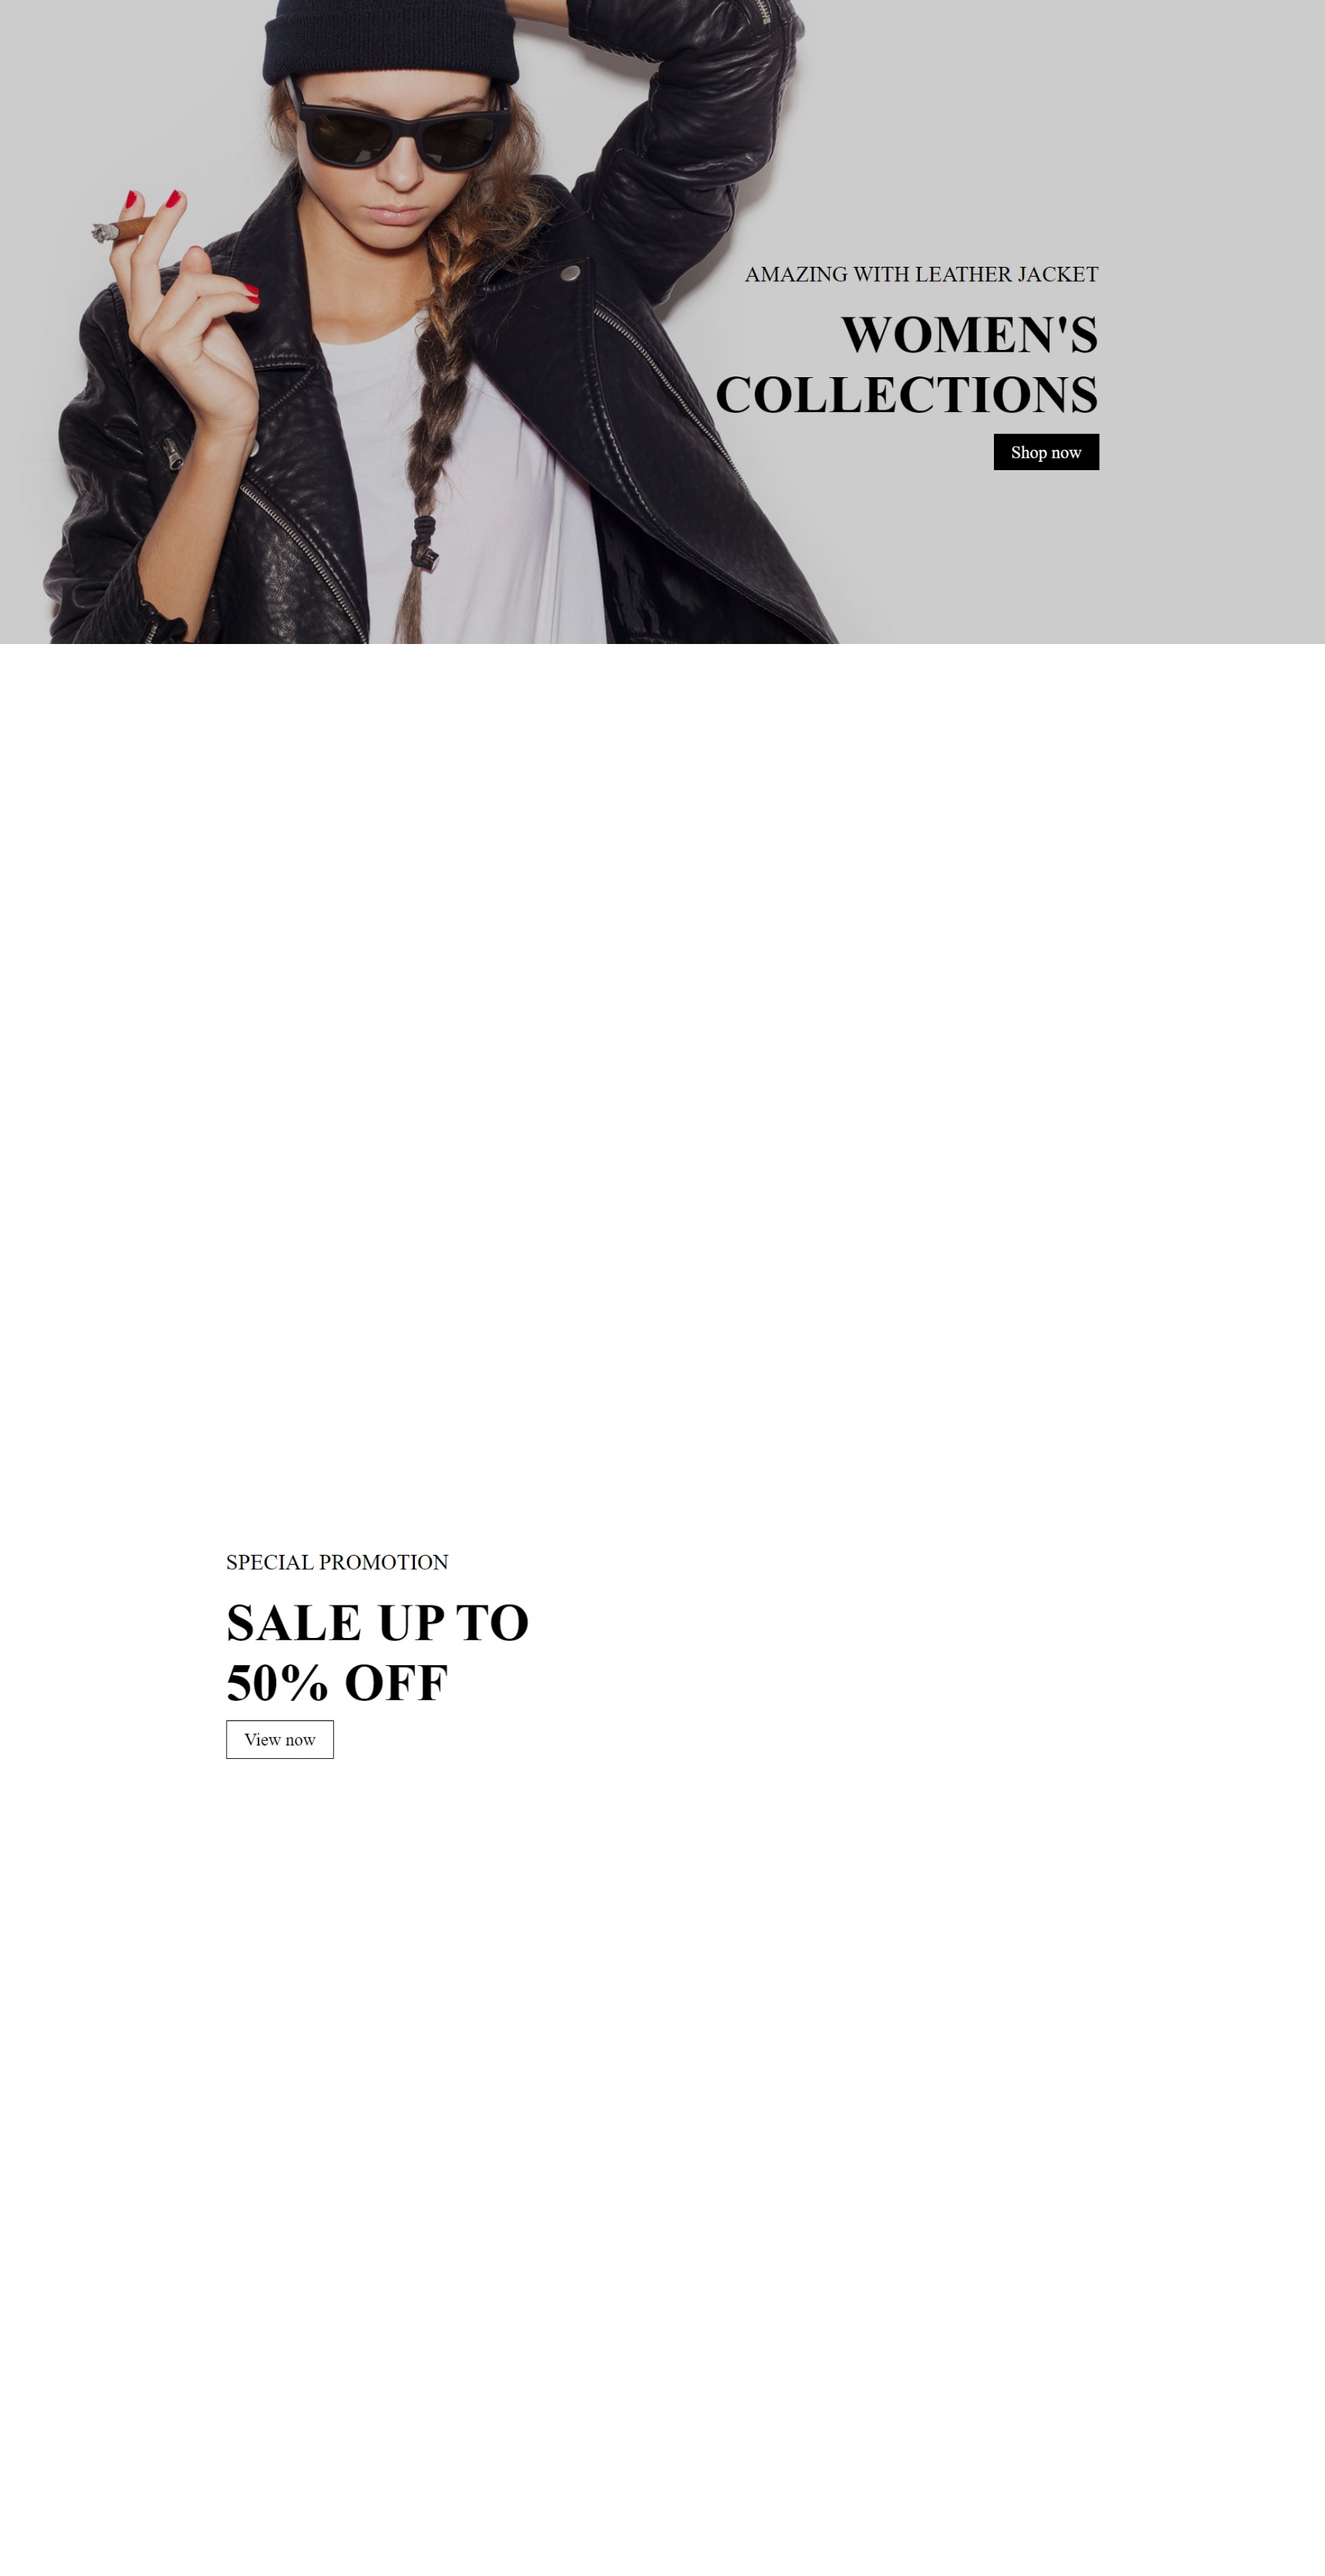 AMAZING WITH LEATHER JACKET
WOMEN'S
COLLECTIONS
Shop now
SPECIAL PROMOTION
SALE UP TO
50% OFF
View now